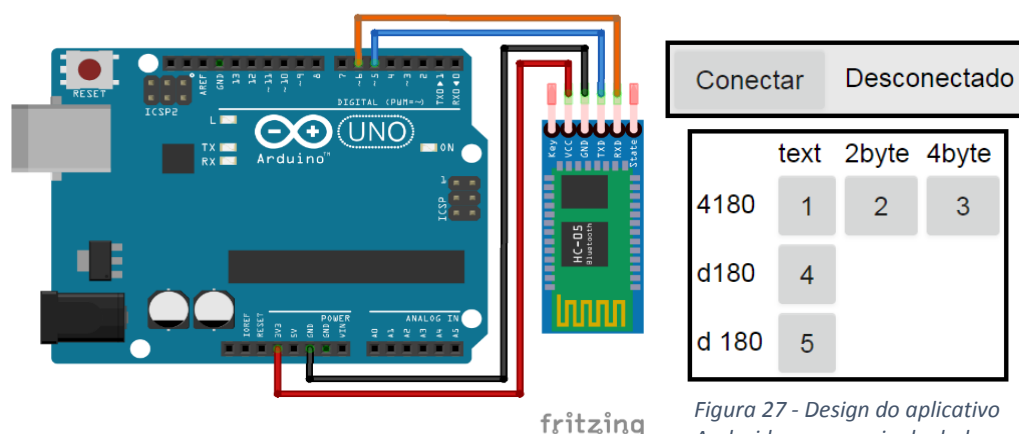 RESET
ICSP2
AREF
GND
13
12
~11
~10
~9
8
7
~6
~5
4
~3
2
TXD▶1
RXD◀0
DIGITAL (PWM=~)
L
TX
RX
Arduino™
UNO
ON
ICSP
1
IOREF
RESET
3V3
5V
GND
GND
VIN
POWER
ANALOG IN
A0
A1
A2
A3
A4
A5
Key
VCC
GND
TXD
RXD
State
HC-05
Bluetooth
fritzing
Conectar Desconectado
text 2byte 4byte
4180 1 2 3
d180 4
d 180 5
Figura 27 - Design do aplicativo